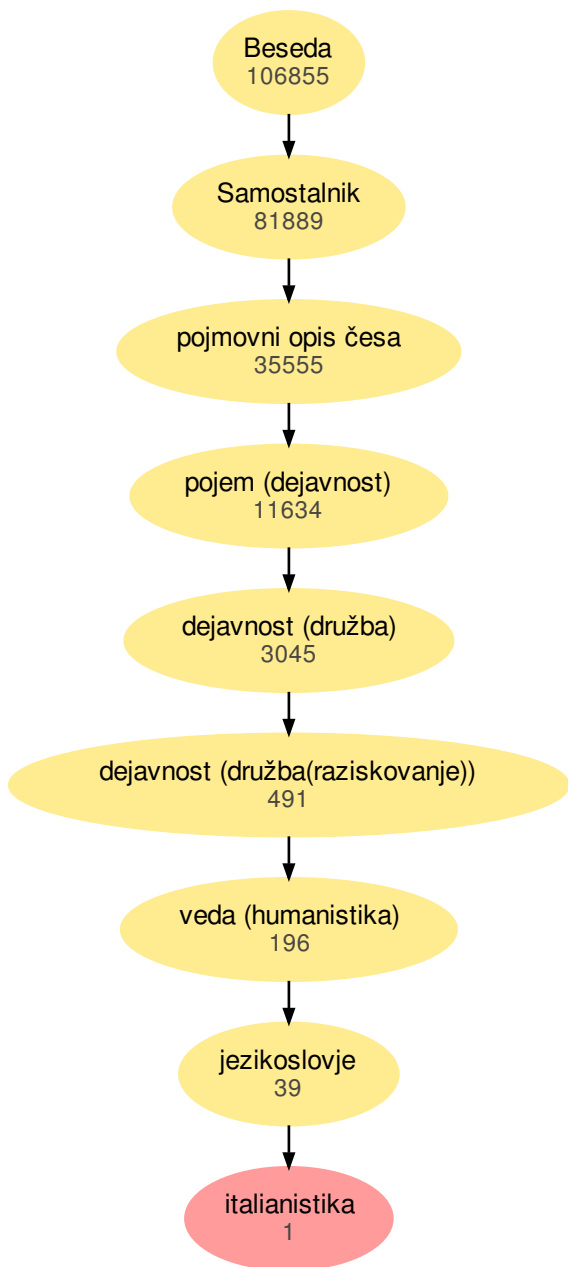 Beseda
106855
Samostalnik
81889
pojmovni opis česa
35555
pojem (dejavnost)
11634
dejavnost (družba)
3045
dejavnost (družba(raziskovanje))
491
veda (humanistika)
196
jezikoslovje
39
italianistika
1